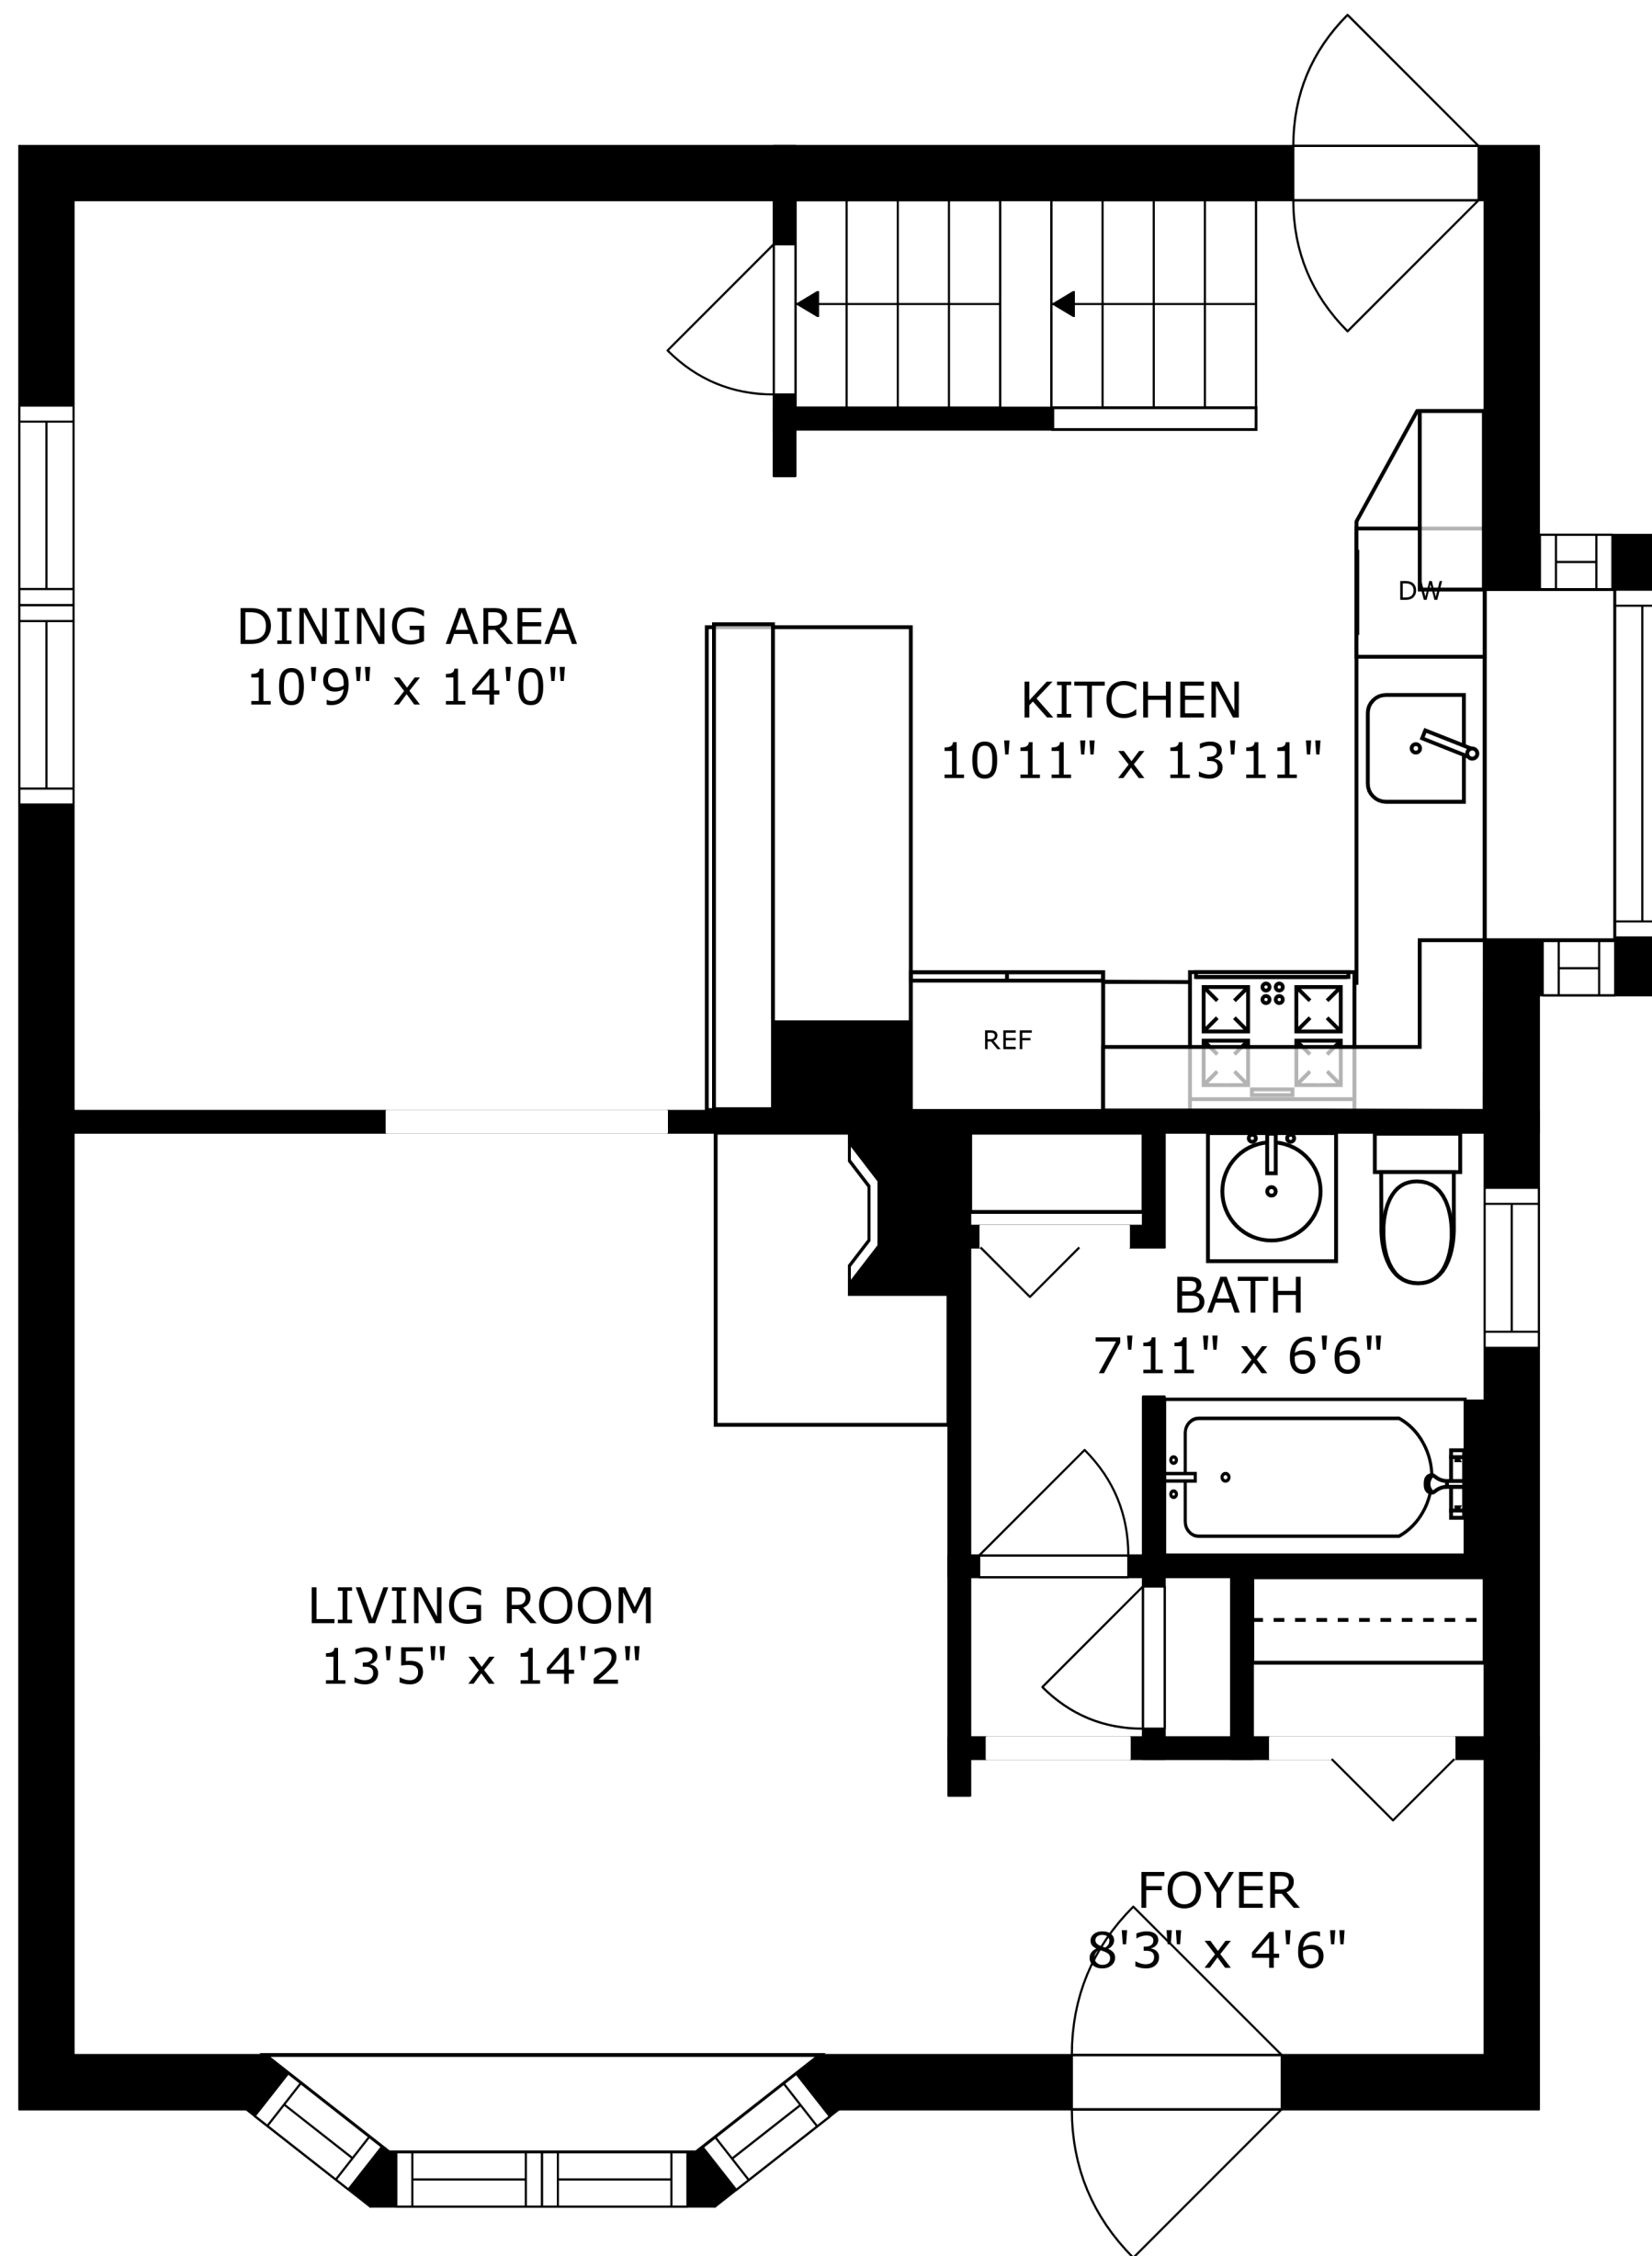 DW
DINING AREA
10'9" x 14'0"
KITCHEN
10'11" x 13'11"
REF
BATH
7'11" x 6'6"
LIVING ROOM
13'5" x 14'2"
FOYER
8'3" x 4'6"